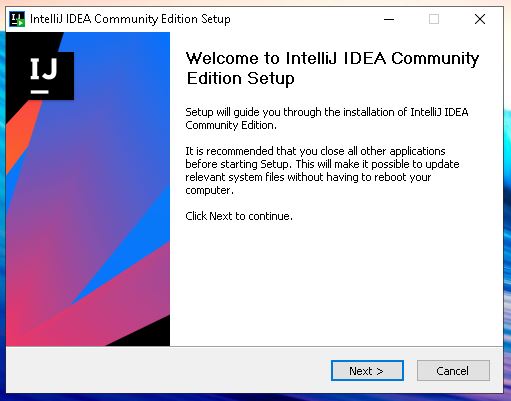 IntelliJ IDEA Community Edition Setup
IJ
Welcome to IntelliJ IDEA Community
Edition Setup
Setup will guide you through the installation of IntelliJ IDEA
Community Edition.
It is recommended that you close all other applications
before starting Setup. This will make it possible to update
relevant system files without having to reboot your
computer.
Click Next to continue.
Next >
Cancel